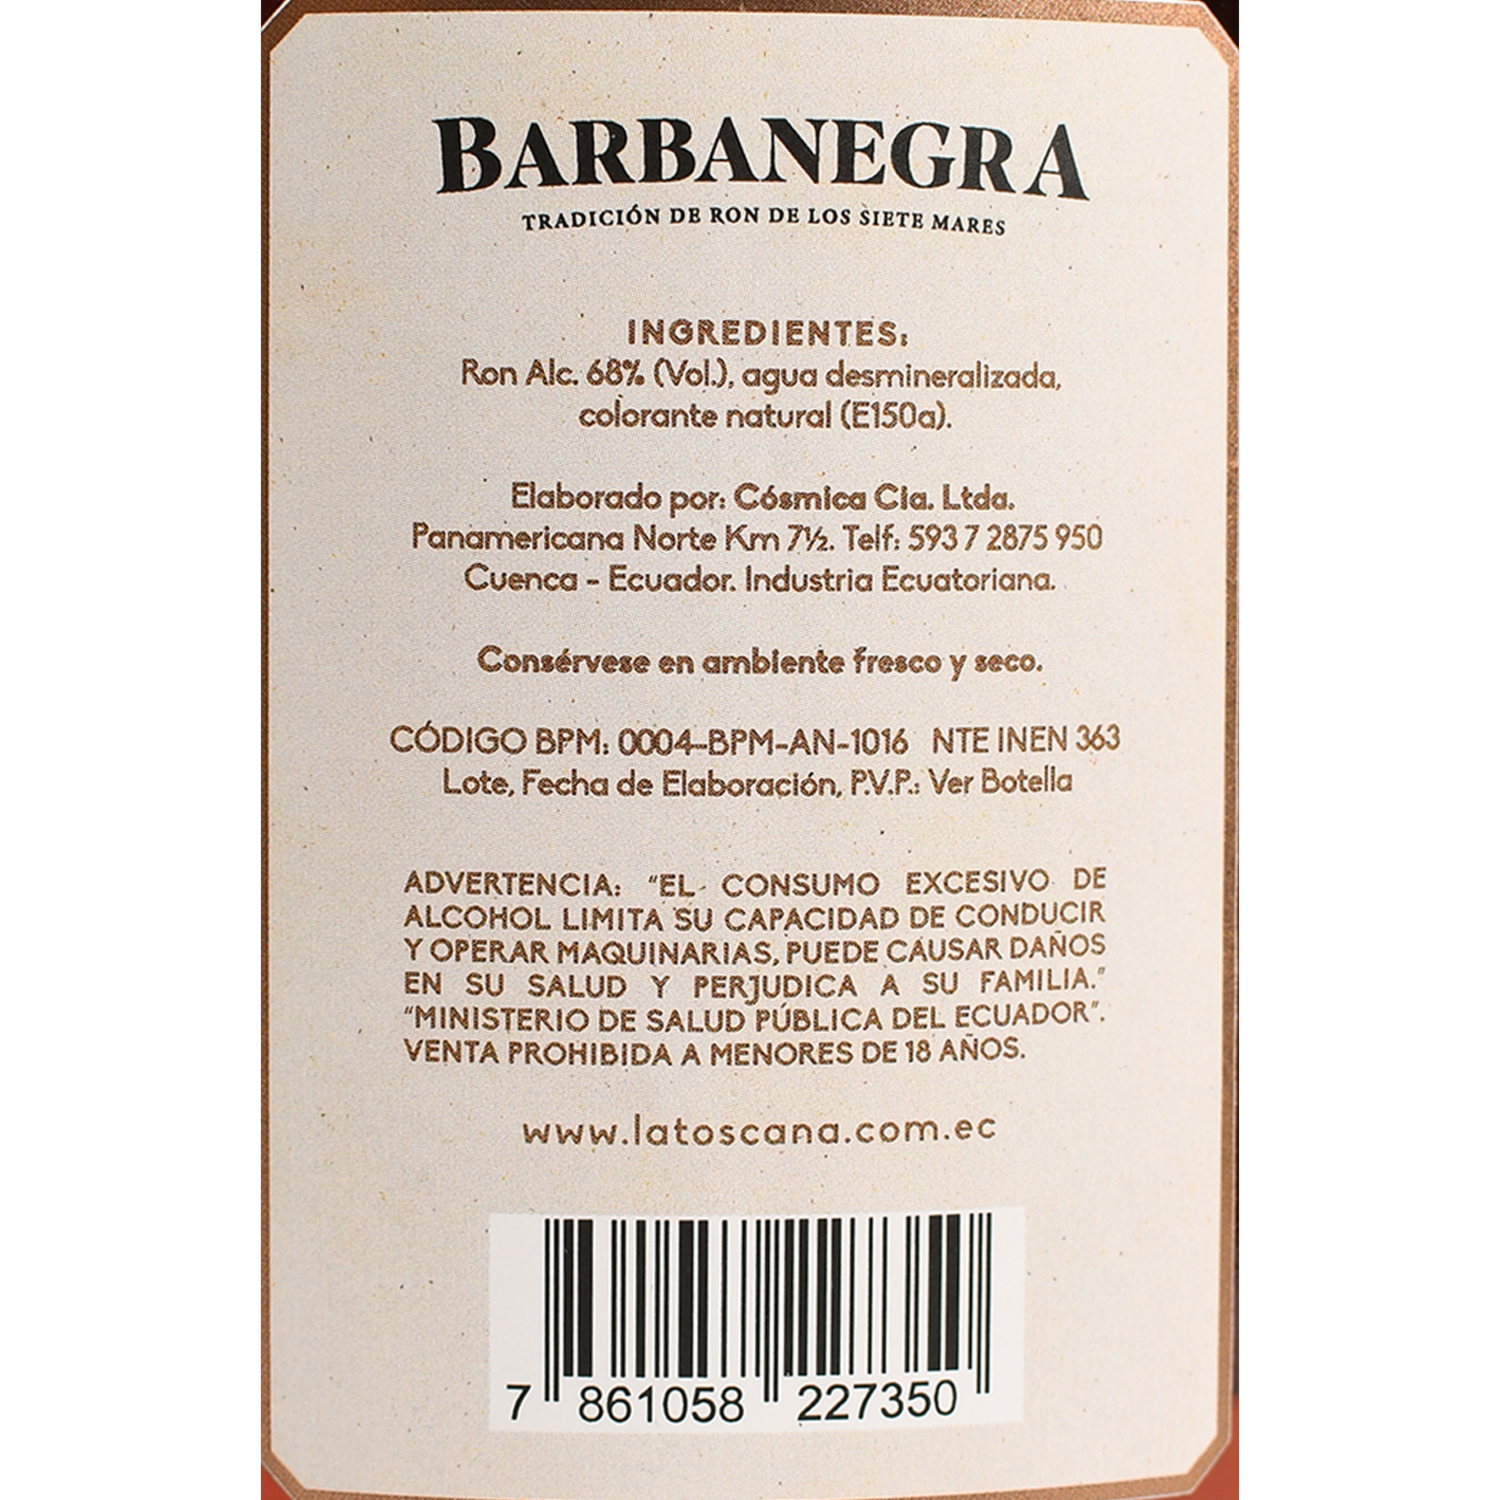 BARBANEGRA
TRADICIÓN DE RON DE LOS SIETE MARES
INGREDIENTES:
Ron Alc. 68% (Vol.), agua desmineralizada,
colorante natural (E150a).
Elaborado por: Cósmica Cia. Ltda.
Panamericana Norte Km 7½. Telf: 593 7 2875 950
Cuenca - Ecuador. Industria Ecuatoriana.
Consérvese en ambiente fresco y seco.
CÓDIGO BPM: 0004-BPM-AN-1016 NTE INEN 363
Lote, Fecha de Elaboración, P.V.P.: Ver Botella
ADVERTENCIA: "EL CONSUMO EXCESIVO DE
ALCOHOL LIMITA SU CAPACIDAD DE CONDUCIR
Y OPERAR MAQUINARIAS, PUEDE CAUSAR DAÑOS
EN SU SALUD Y PERJUDICA A SU FAMILIA."
"MINISTERIO DE SALUD PÚBLICA DEL ECUADOR".
VENTA PROHIBIDA A MENORES DE 18 AÑOS.
www.latoscana.com.ec
7 861058 227350